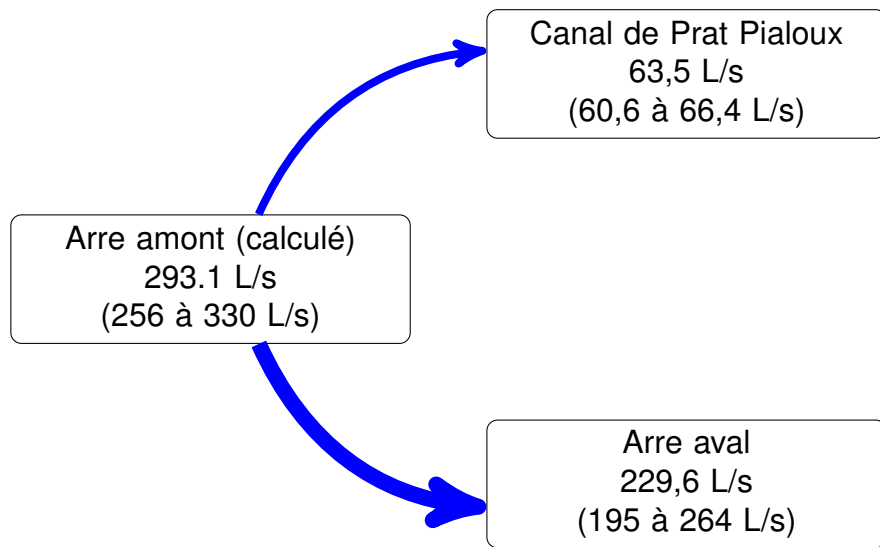 Canal de Prat Pialoux
63,5 L/s
(60,6 à 66,4 L/s)
Arre amont (calculé)
293.1 L/s
(256 à 330 L/s)
Arre aval
229,6 L/s
(195 à 264 L/s)